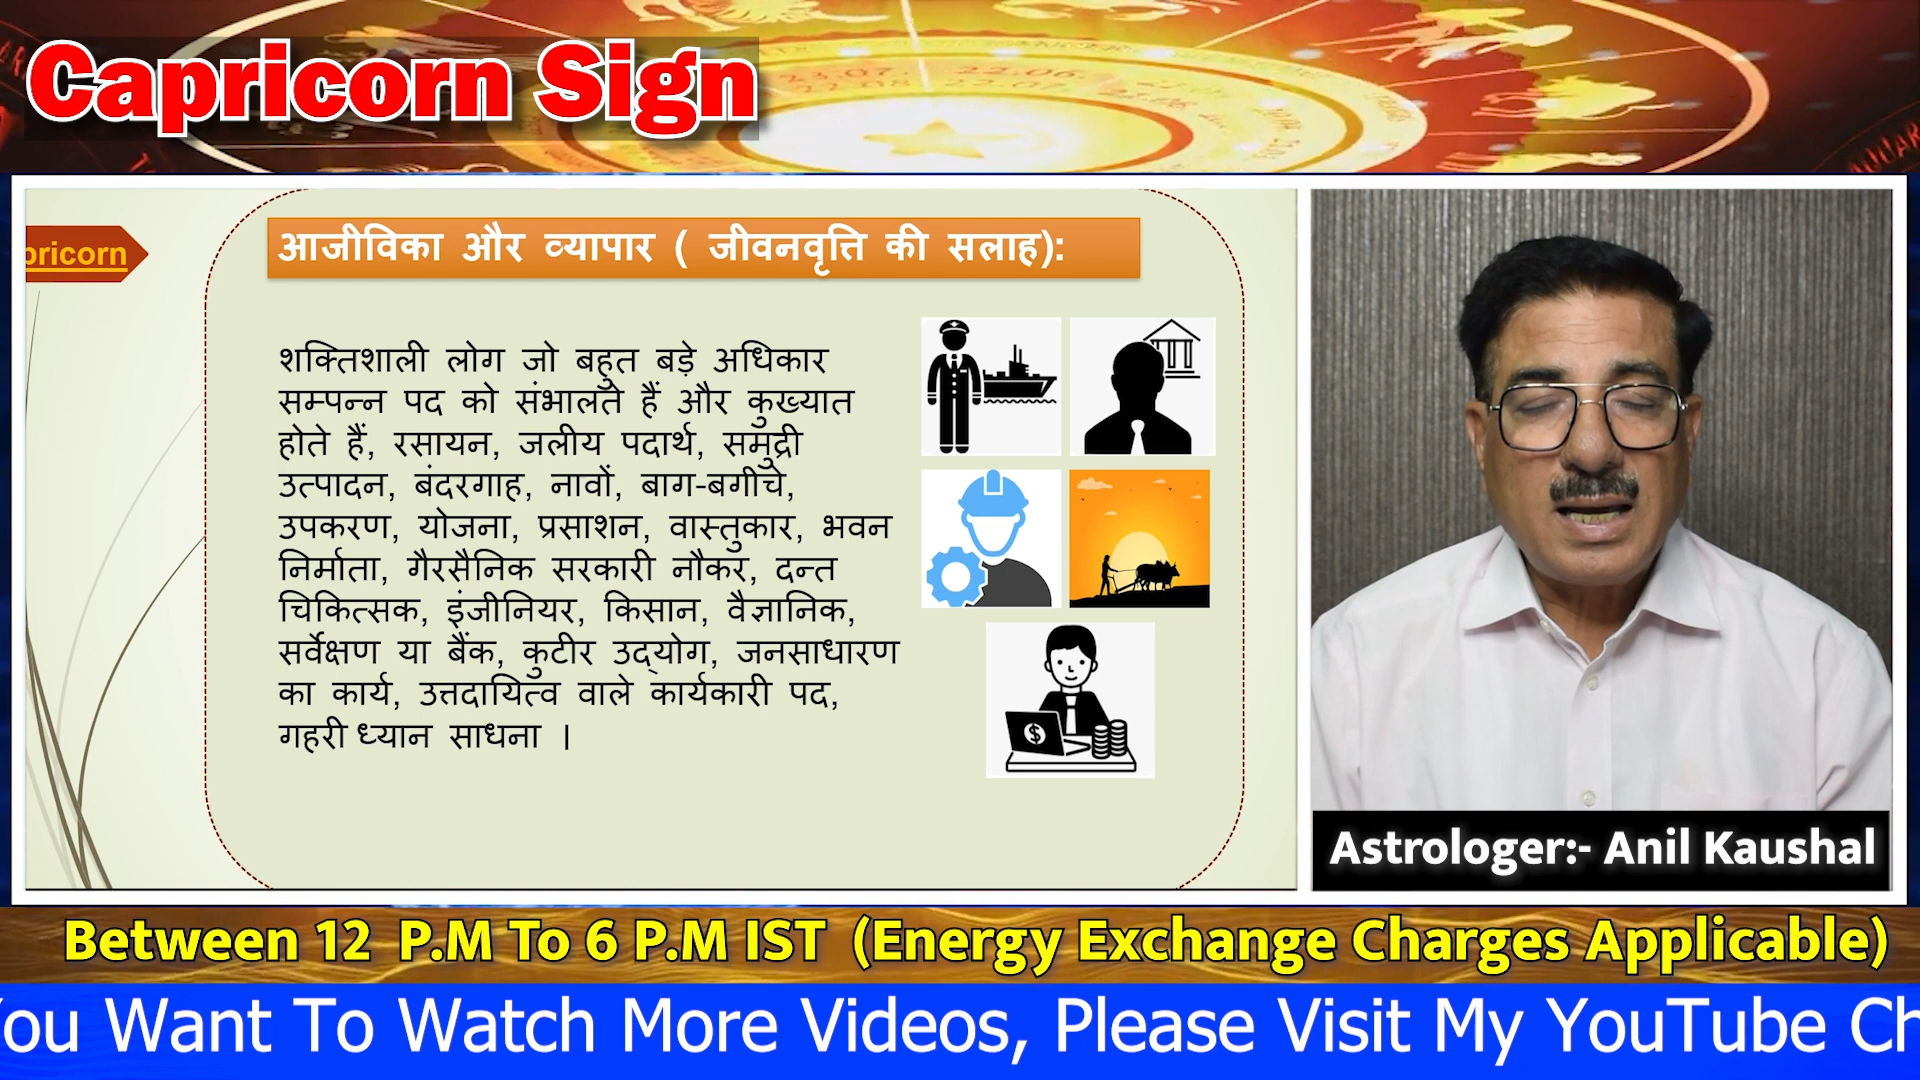 Capricorn Sign
pricorn
आजीविका और व्यापार ( जीवनवृत्ति की सलाह):
शक्तिशाली लोग जो बहुत बड़े अधिकार
सम्पन्न पद को संभालते हैं और कुख्यात
होते हैं, रसायन, जलीय पदार्थ, समुद्री
उत्पादन, बंदरगाह, नावों, बाग-बगीचे,
उपकरण, योजना, प्रसाशन, वास्तुकार, भवन
निर्माता, गैरसैनिक सरकारी नौकर, दन्त
चिकित्सक, इंजीनियर, किसान, वैज्ञानिक,
सर्वेक्षण या बैंक, कुटीर उद्योग, जनसाधारण
का कार्य, उत्तदायित्व वाले कार्यकारी पद,
गहरी ध्यान साधना ।
$
Astrologer:- Anil Kaushal
Between 12 P.M To 6 P.M IST (Energy Exchange Charges Applicable)
You Want To Watch More Videos, Please Visit My YouTube Ch